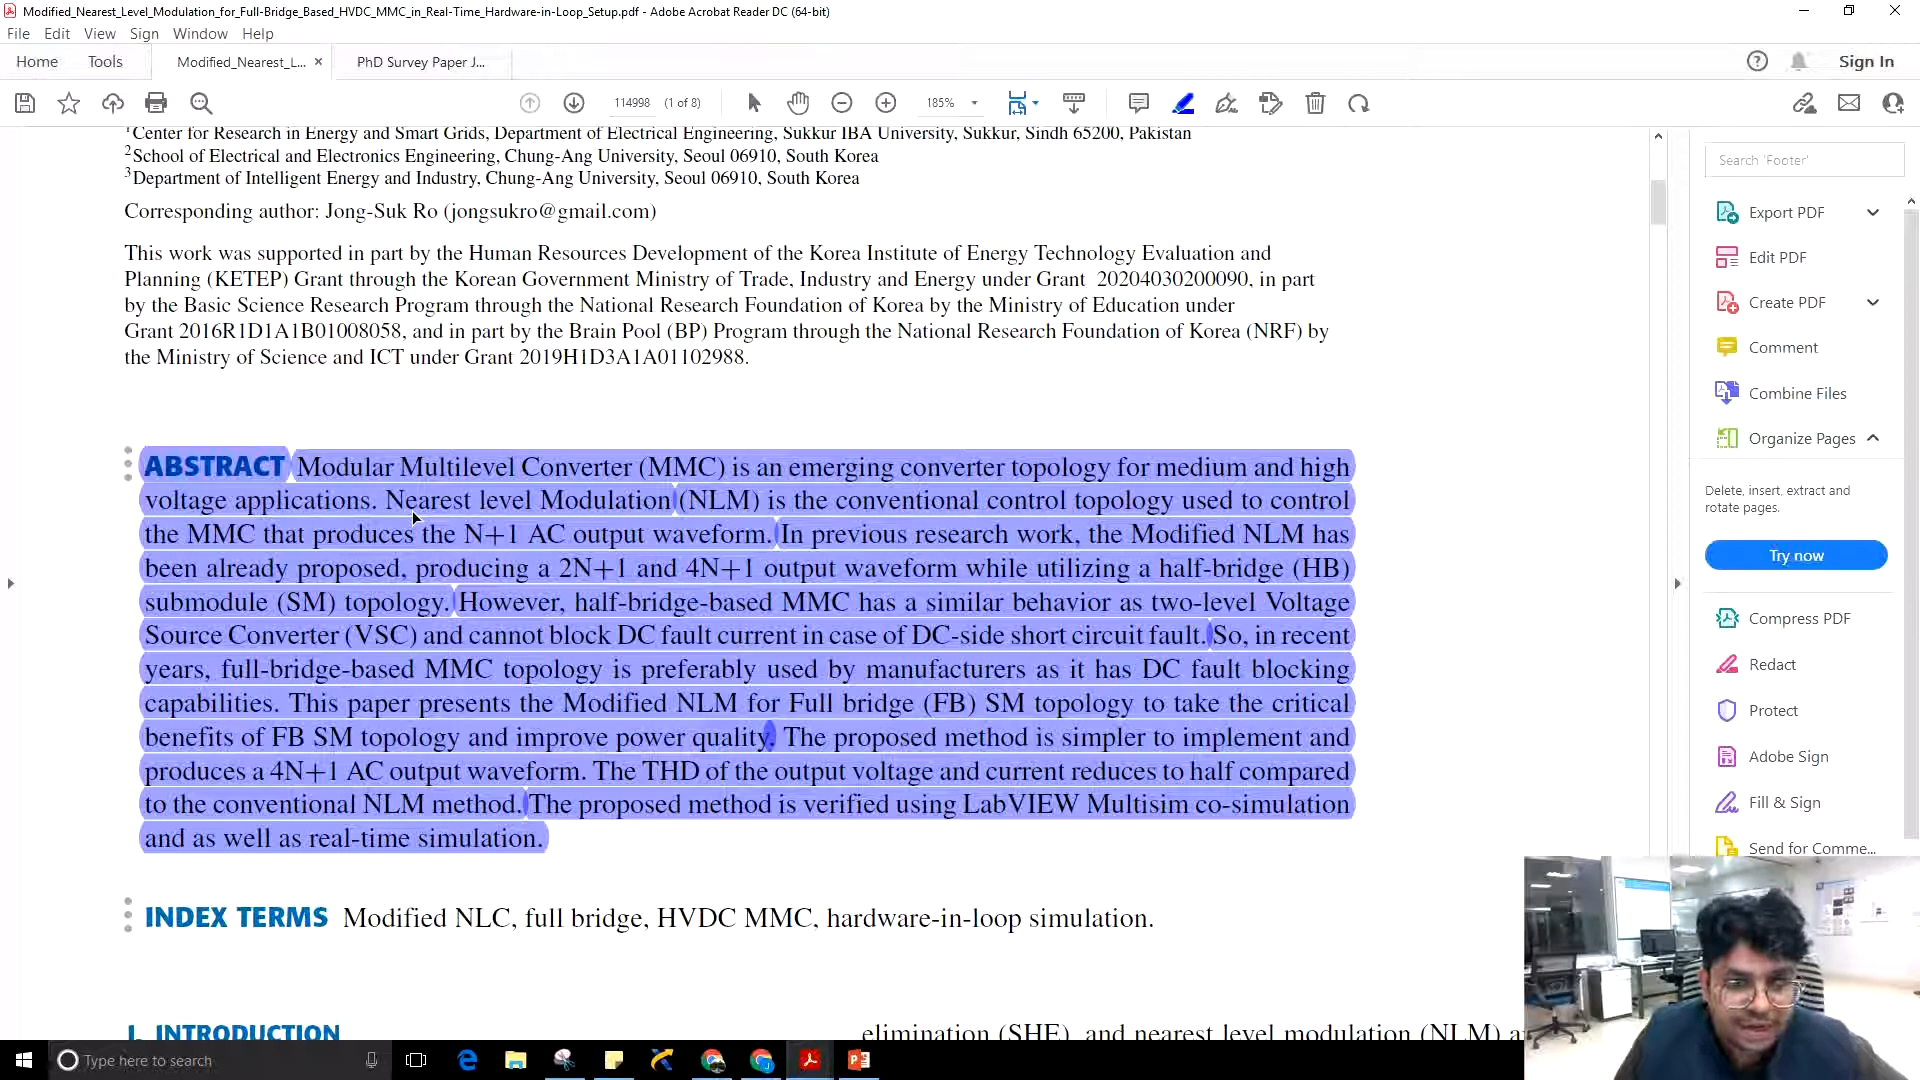 Modified_Nearest_Level_Modulation_for_Full-Bridge_Based_HVDC_MMC_in_Real-Time_Hardware-in-Loop_Setup.pdf - Adobe Acrobat Reader DC (64-bit)
File Edit View Sign Window Help
Home Tools Modified_Nearest_L... × PhD Survey Paper J... Sign In
114998 (1 of 8) 185%
1Center for Research in Energy and Smart Grids, Department of Electrical Engineering, Sukkur IBA University, Sukkur, Sindh 65200, Pakistan
2School of Electrical and Electronics Engineering, Chung-Ang University, Seoul 06910, South Korea
3Department of Intelligent Energy and Industry, Chung-Ang University, Seoul 06910, South Korea
Corresponding author: Jong-Suk Ro (jongsukro@gmail.com)
This work was supported in part by the Human Resources Development of the Korea Institute of Energy Technology Evaluation and
Planning (KETEP) Grant through the Korean Government Ministry of Trade, Industry and Energy under Grant 20204030200090, in part
by the Basic Science Research Program through the National Research Foundation of Korea by the Ministry of Education under
Grant 2016R1D1A1B01008058, and in part by the Brain Pool (BP) Program through the National Research Foundation of Korea (NRF) by
the Ministry of Science and ICT under Grant 2019H1D3A1A01102988.
ABSTRACT Modular Multilevel Converter (MMC) is an emerging converter topology for medium and high
voltage applications. Nearest level Modulation (NLM) is the conventional control topology used to control
the MMC that produces the N+1 AC output waveform. In previous research work, the Modified NLM has
been already proposed, producing a 2N+1 and 4N+1 output waveform while utilizing a half-bridge (HB)
submodule (SM) topology. However, half-bridge-based MMC has a similar behavior as two-level Voltage
Source Converter (VSC) and cannot block DC fault current in case of DC-side short circuit fault. So, in recent
years, full-bridge-based MMC topology is preferably used by manufacturers as it has DC fault blocking
capabilities. This paper presents the Modified NLM for Full bridge (FB) SM topology to take the critical
benefits of FB SM topology and improve power quality. The proposed method is simpler to implement and
produces a 4N+1 AC output waveform. The THD of the output voltage and current reduces to half compared
to the conventional NLM method. The proposed method is verified using LabVIEW Multisim co-simulation
and as well as real-time simulation.
INDEX TERMS Modified NLC, full bridge, HVDC MMC, hardware-in-loop simulation.
I. INTRODUCTION
elimination (SHE), and nearest level modulation (NLM)
Search 'Footer'
Export PDF
Edit PDF
Create PDF
Comment
Combine Files
Organize Pages
Delete, insert, extract and
rotate pages.
Try now
Compress PDF
Redact
Protect
Adobe Sign
Fill & Sign
Send for Comme...
Type here to search